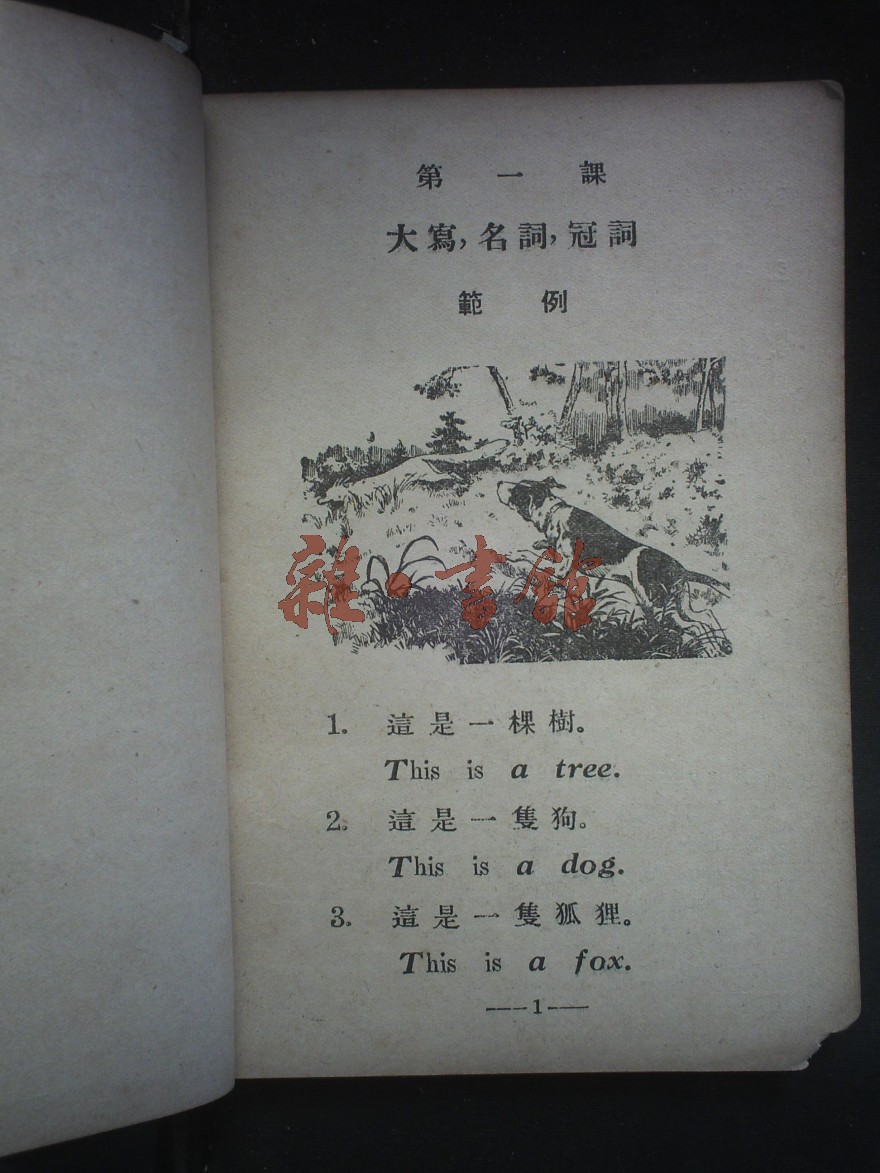 第一課
大寫,名詞,冠詞
範例
雜·書館
1. 這是一棵樹。
This is a tree.
2. 這是一隻狗。
This is a dog.
3. 這是一隻狐狸。
This is a fox.
—1—